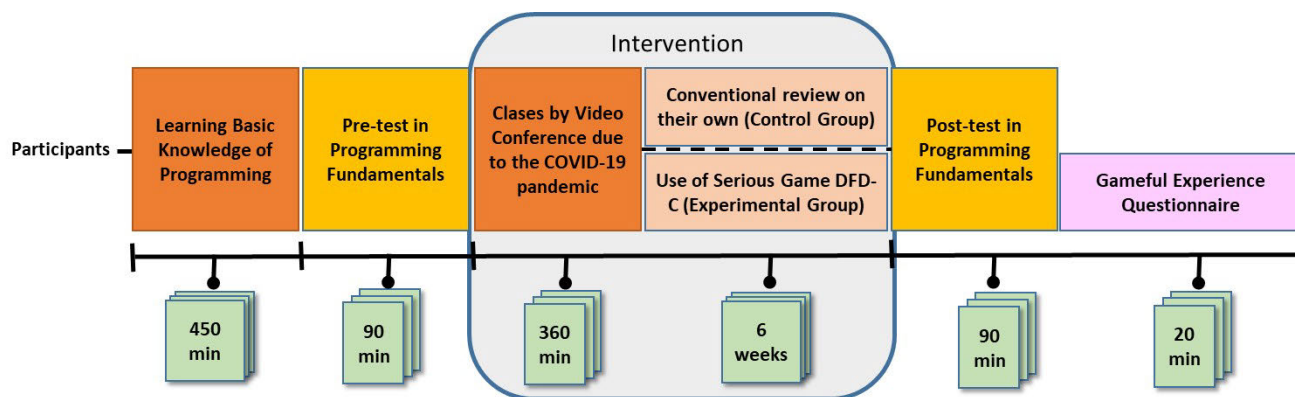 Intervention
Participants
Learning Basic
Knowledge of
Programming
Pre-test in
Programming
Fundamentals
Clases by Video
Conference due
to the COVID-19
pandemic
Conventional review on
their own (Control Group)
Use of Serious Game DFD-
C (Experimental Group)
Post-test in
Programming
Fundamentals
Gameful Experience
Questionnaire
450
min
90
min
360
min
6
weeks
90
min
20
min